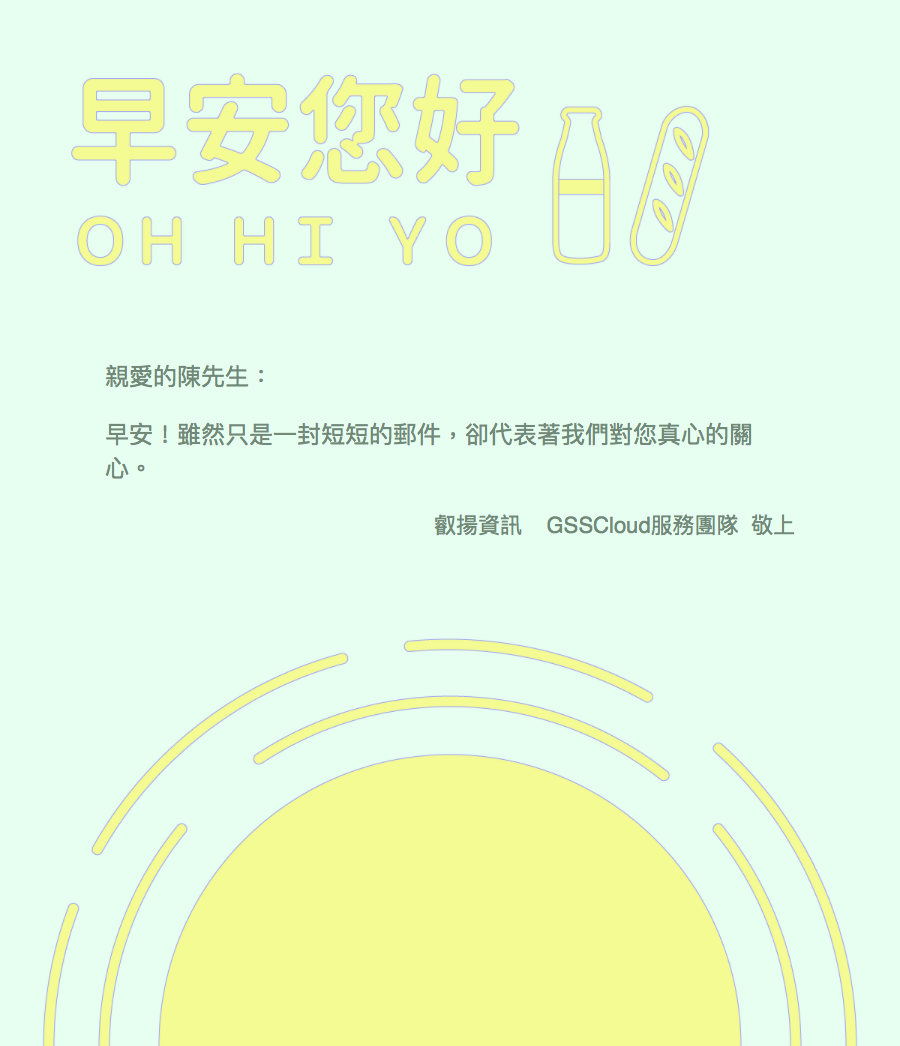 早安您好
OH HI YO
親愛的陳先生：
早安！雖然只是一封短短的郵件，卻代表著我們對您真心的關
心。
叡揚資訊　GSSCloud服務團隊 敬上